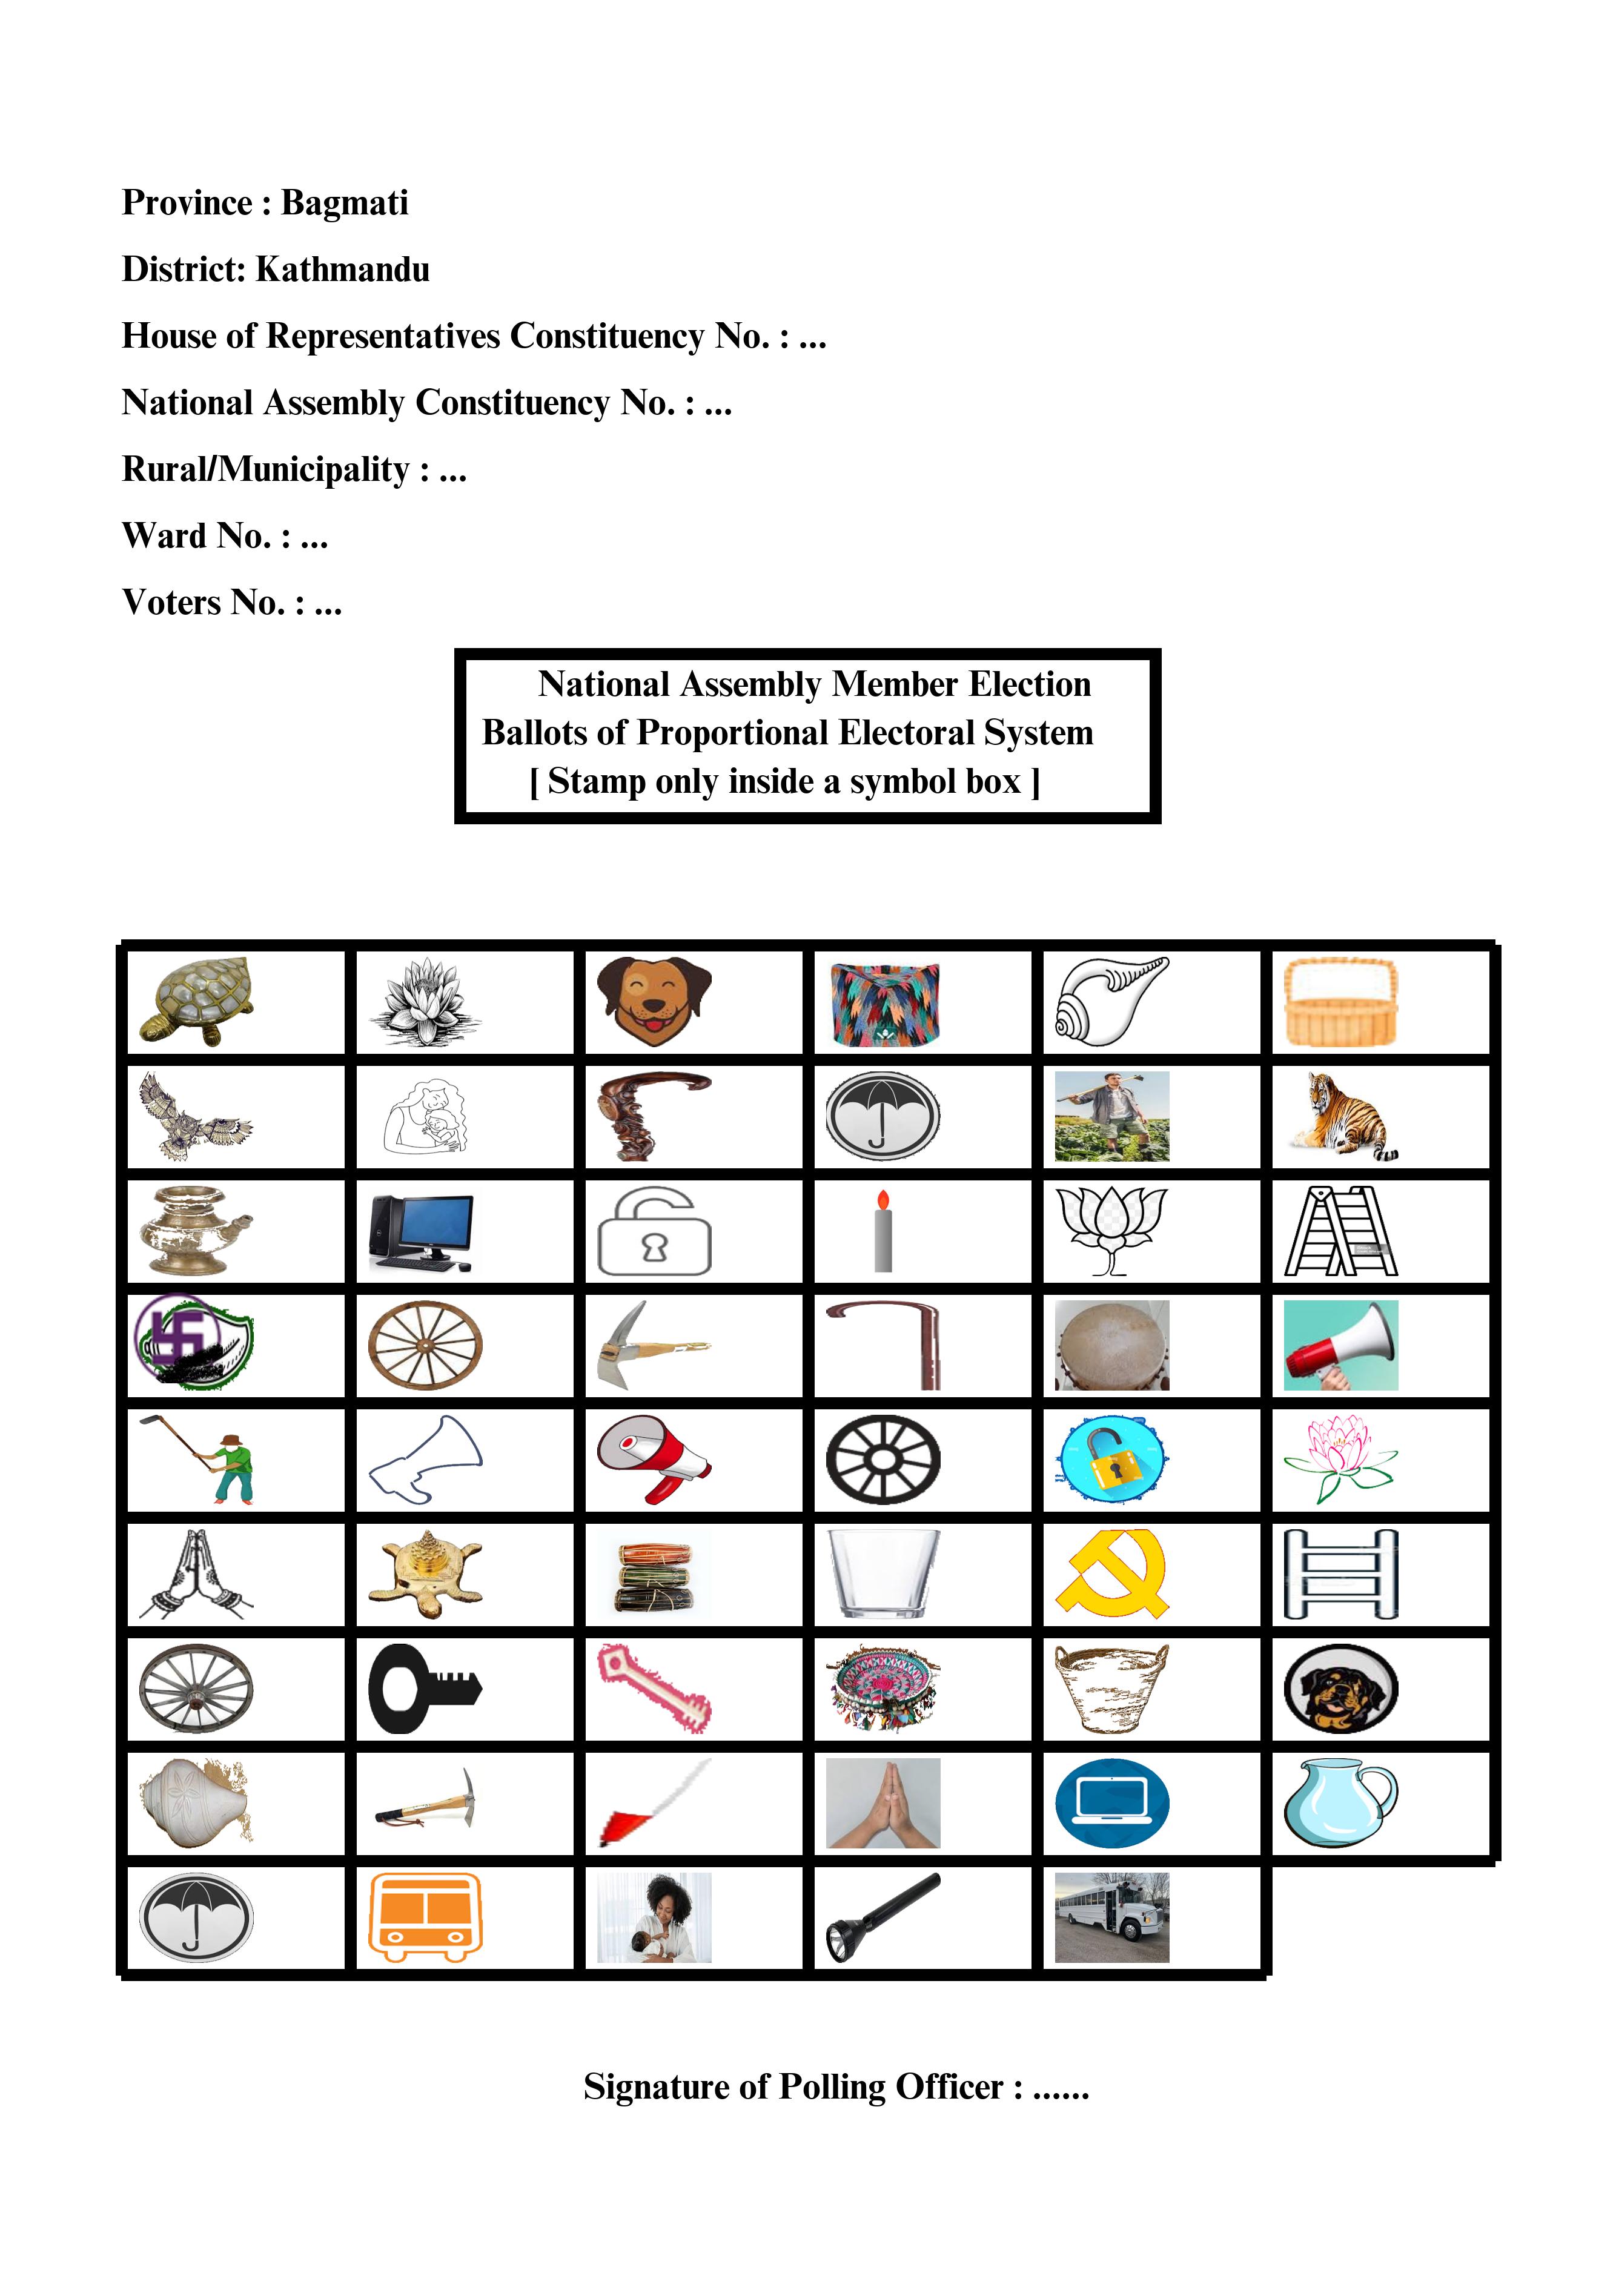 Province : Bagmati
District: Kathmandu
House of Representatives Constituency No. : ...
National Assembly Constituency No. : ...
Rural/Municipality : ...
Ward No. : ...
Voters No. : ...
National Assembly Member Election
Ballots of Proportional Electoral System
[ Stamp only inside a symbol box ]
Signature of Polling Officer : ......